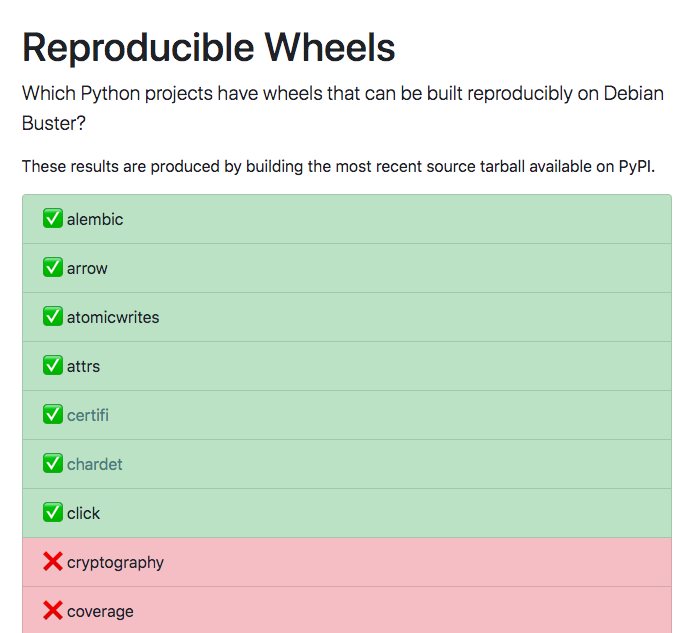 Reproducible Wheels
Which Python projects have wheels that can be built reproducibly on Debian
Buster?
These results are produced by building the most recent source tarball available on PyPI.
✅ alembic
✅ arrow
✅ atomicwrites
✅ attrs
✅ certifi
✅ chardet
✅ click
❌ cryptography
❌ coverage